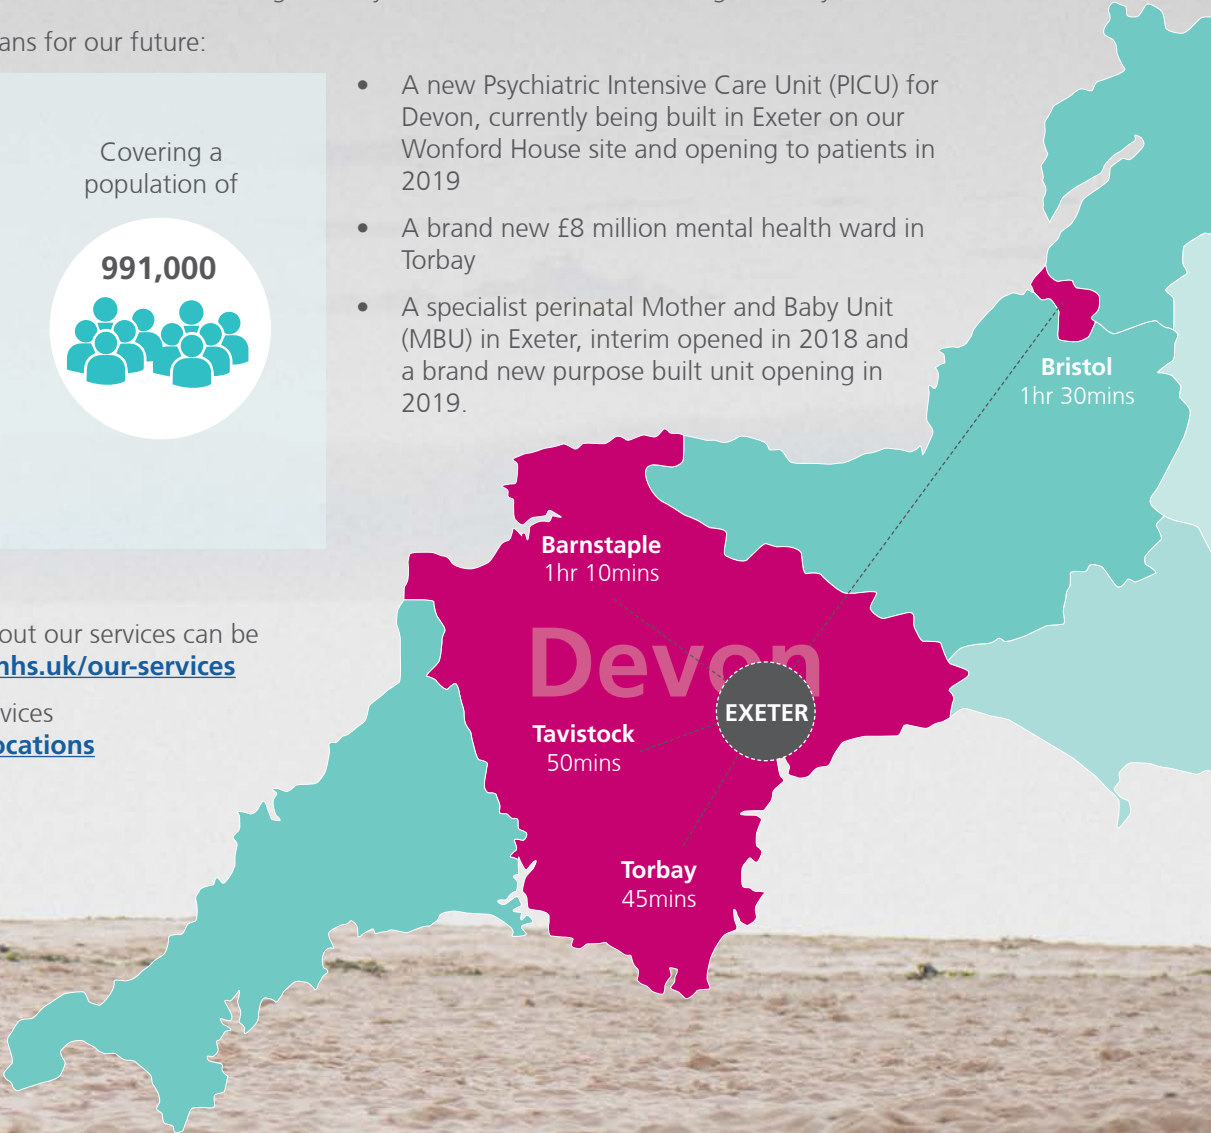 ans for our future:
Covering a
population of
991,000
• A new Psychiatric Intensive Care Unit (PICU) for
Devon, currently being built in Exeter on our
Wonford House site and opening to patients in
2019
• A brand new £8 million mental health ward in
Torbay
• A specialist perinatal Mother and Baby Unit
(MBU) in Exeter, interim opened in 2018 and
a brand new purpose built unit opening in
2019.
out our services can be
nhs.uk/our-services
vices
ocations
Bristol
1hr 30mins
Barnstaple
1hr 10mins
Devon
EXETER
Tavistock
50mins
Torbay
45mins